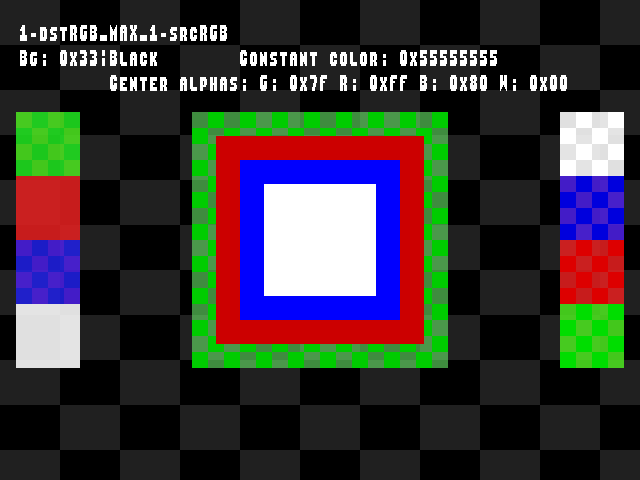 1-dstRGB_MAX_1-srcRGB
Bg: 0x33¦Black Constant color: 0x55555555
Center alphas: G: 0x7f R: 0xff B: 0x80 W: 0x00